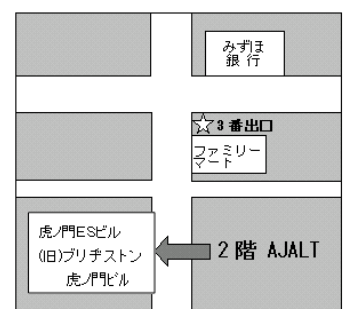 みずほ
銀行
☆3番出口
ファミリー
マート
虎ノ門ESビル
(旧)ブリヂストン
虎ノ門ビル
2階 AJALT